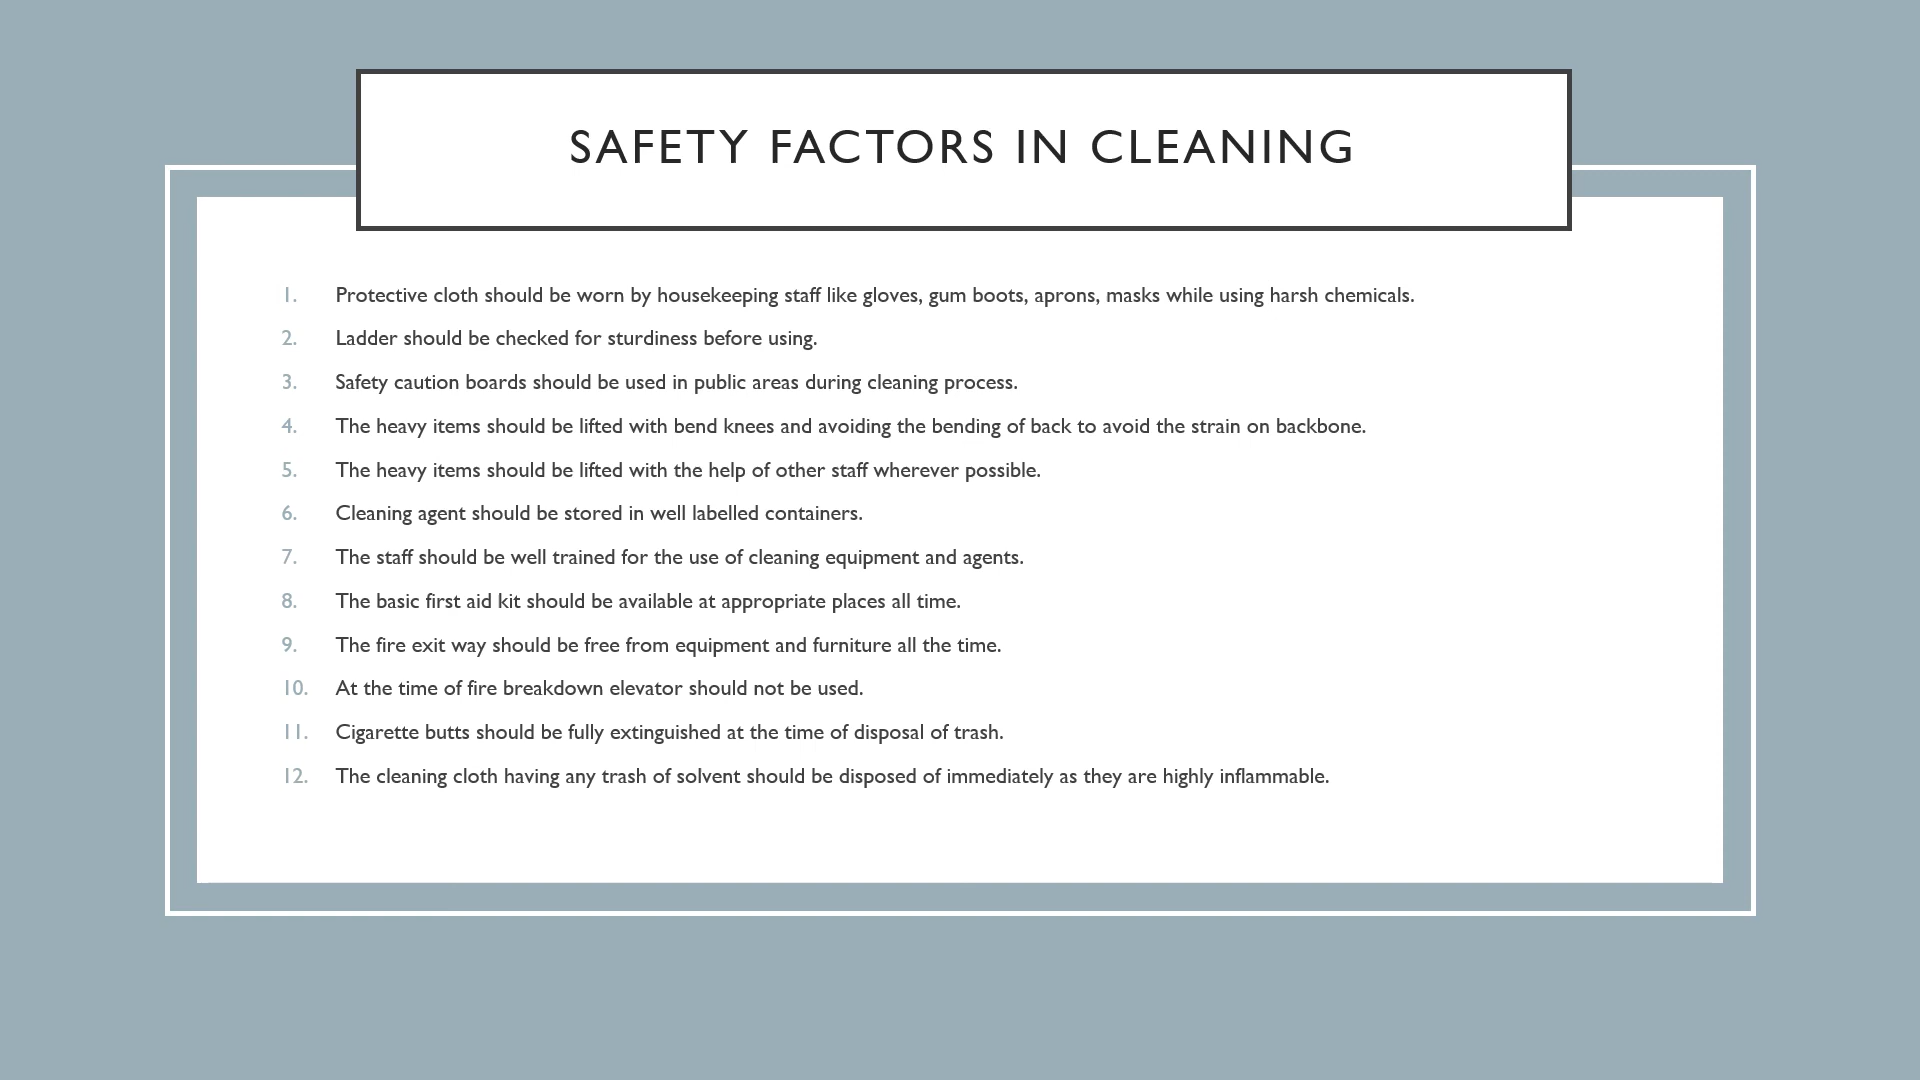 SAFETY FACTORS IN CLEANING
1. Protective cloth should be worn by housekeeping staff like gloves, gum boots, aprons, masks while using harsh chemicals.
2. Ladder should be checked for sturdiness before using.
3. Safety caution boards should be used in public areas during cleaning process.
4. The heavy items should be lifted with bend knees and avoiding the bending of back to avoid the strain on backbone.
5. The heavy items should be lifted with the help of other staff wherever possible.
6. Cleaning agent should be stored in well labelled containers.
7. The staff should be well trained for the use of cleaning equipment and agents.
8. The basic first aid kit should be available at appropriate places all time.
9. The fire exit way should be free from equipment and furniture all the time.
10. At the time of fire breakdown elevator should not be used.
11. Cigarette butts should be fully extinguished at the time of disposal of trash.
12. The cleaning cloth having any trash of solvent should be disposed of immediately as they are highly inflammable.